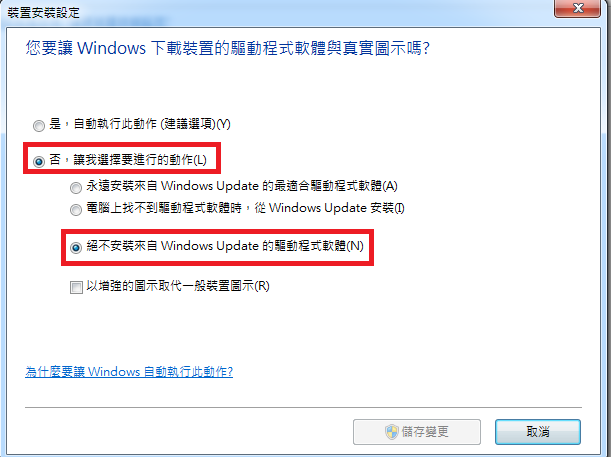 裝置安裝設定
您要讓 Windows 下載裝置的驅動程式軟體與真實圖示嗎?
是，自動執行此動作 (建議選項)(Y)
否，讓我選擇要進行的動作(L)
永遠安裝來自 Windows Update 的最適合驅動程式軟體(A)
電腦上找不到驅動程式軟體時，從 Windows Update 安裝(I)
絕不安裝來自 Windows Update 的驅動程式軟體(N)
以增強的圖示取代一般裝置圖示(R)
為什麼要讓 Windows 自動執行此動作?
儲存變更
取消